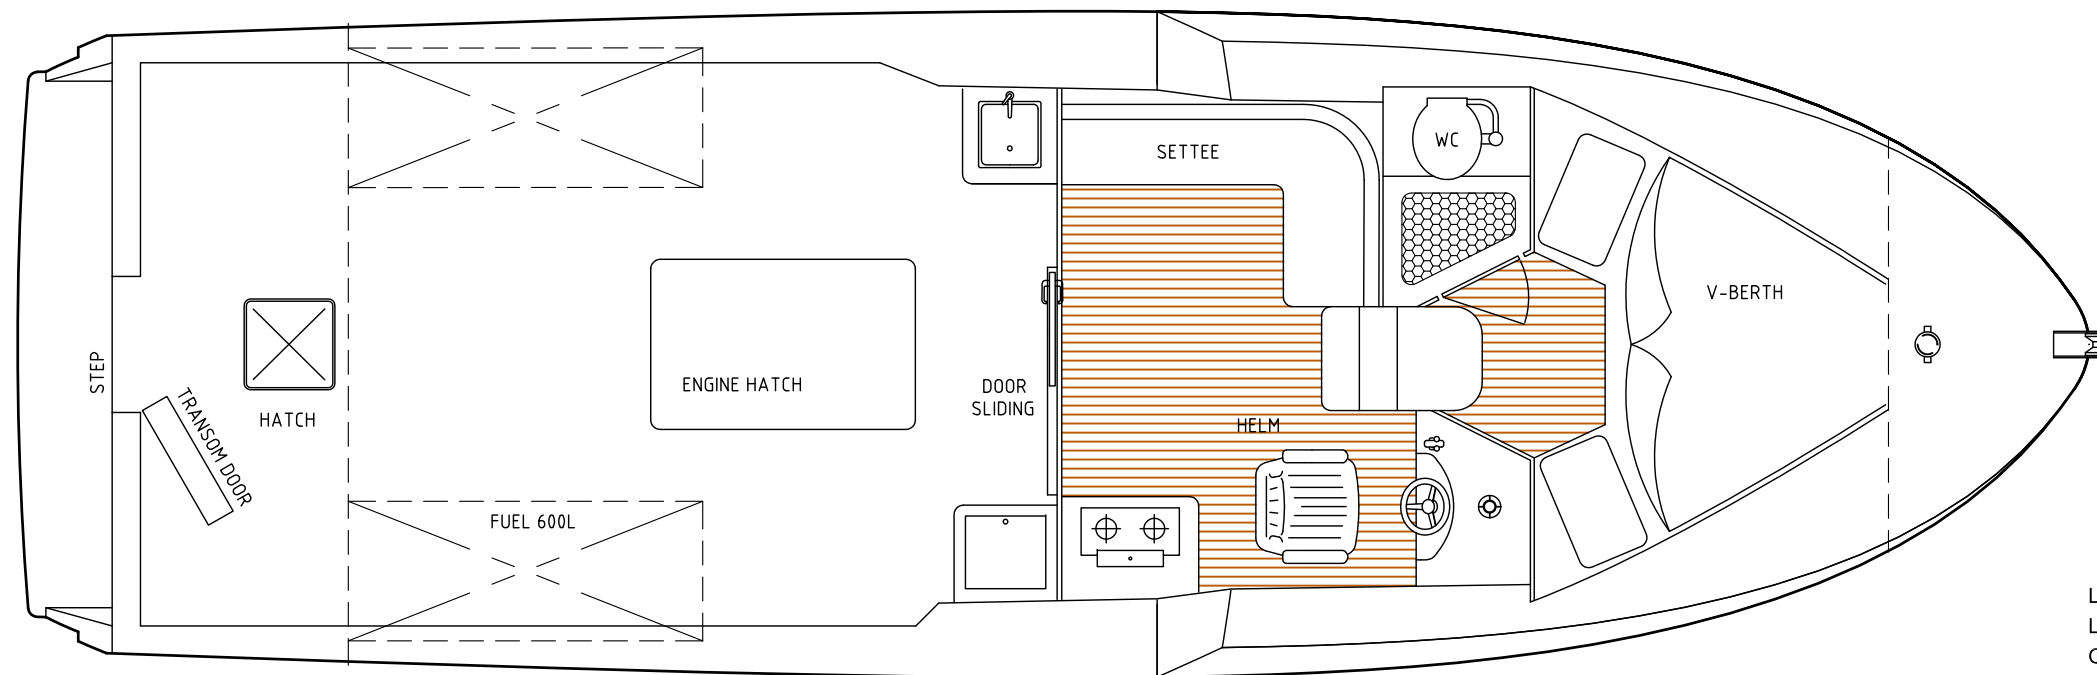 WC
SETTEE
V-BERTH
STEP
ENGINE HATCH
DOOR
SLIDING
HATCH
TRANSOM DOOR
HELM
FUEL 600L
L
L